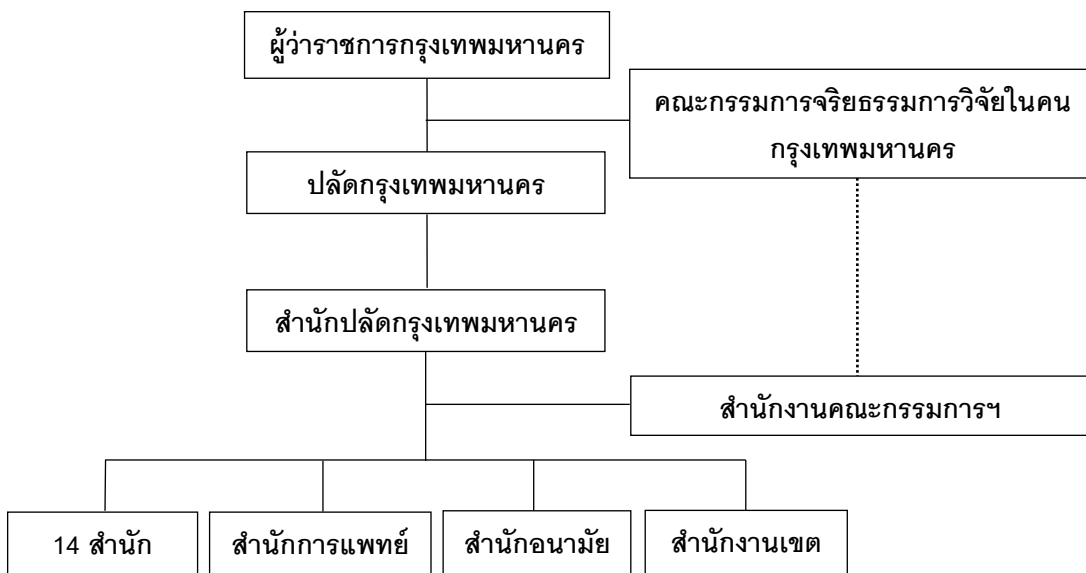 ผู้ว่าราชการกรุงเทพมหานคร
คณะกรรมการจริยธรรมการวิจัยในคน
กรุงเทพมหานคร
ปลัดกรุงเทพมหานคร
สำนักปลัดกรุงเทพมหานคร
สำนักงานคณะกรรมการฯ
14 สำนัก
สำนักการแพทย์
สำนักอนามัย
สำนักงานเขต